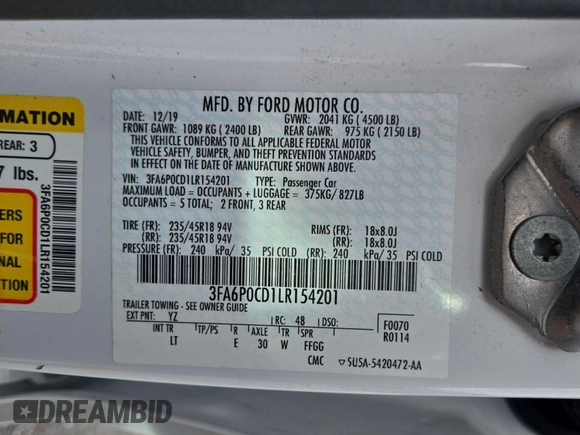 MFD. BY FORD MOTOR CO.
DATE: 12/19 GVWR: 2041 KG ( 4500 LB)
FRONT GAWR: 1089 KG ( 2400 LB) REAR GAWR: 975 KG ( 2150 LB)
THIS VEHICLE CONFORMS TO ALL APPLICABLE FEDERAL MOTOR
VEHICLE SAFETY, BUMPER, AND THEFT PREVENTION STANDARDS
IN EFFECT ON THE DATE OF MANUFACTURE SHOWN ABOVE.
VIN: 3FA6P0CD1LR154201 TYPE: Passenger Car
MAXIMUM LOAD = OCCUPANTS + LUGGAGE = 375KG/ 827LB
OCCUPANTS = 5 TOTAL; 2 FRONT, 3 REAR
TIRE (FR): 235/45R18 94V RIMS (FR): 18x8.0J
(RR): 235/45R18 94V (RR): 18x8.0J
PRESSURE (FR): 240 kPa/ 35 PSI COLD (RR): 240 kPa/ 35 PSI COLD
3FA6P0CD1LR154201
TRAILER TOWING - SEE OWNER GUIDE
EXT PNT: YZ RC: 48 DSO:
INT TR TP/PS R AXLE TR SPR
LT E 30 W FFGG
F0070
R0114
CMC ▽5U5A-5420472-AA
RMATION
REAR: 3
7 lbs.
ERS
FOR
NAL
ION
3FA6P0CD1LR154201
DREAMBID